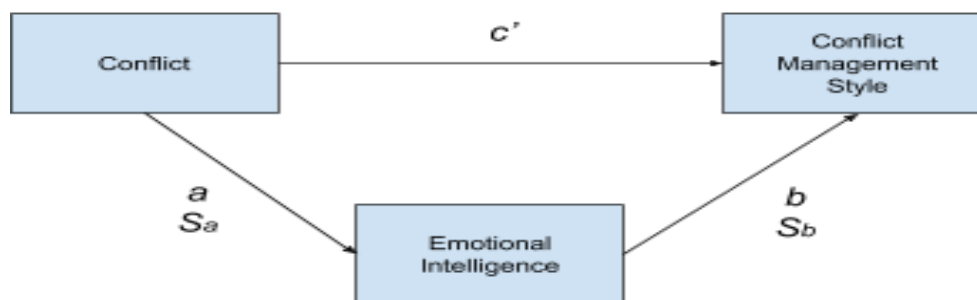 c’
Conflict
Conflict
Management
Style
a
Sa
b
Sb
Emotional
Intelligence